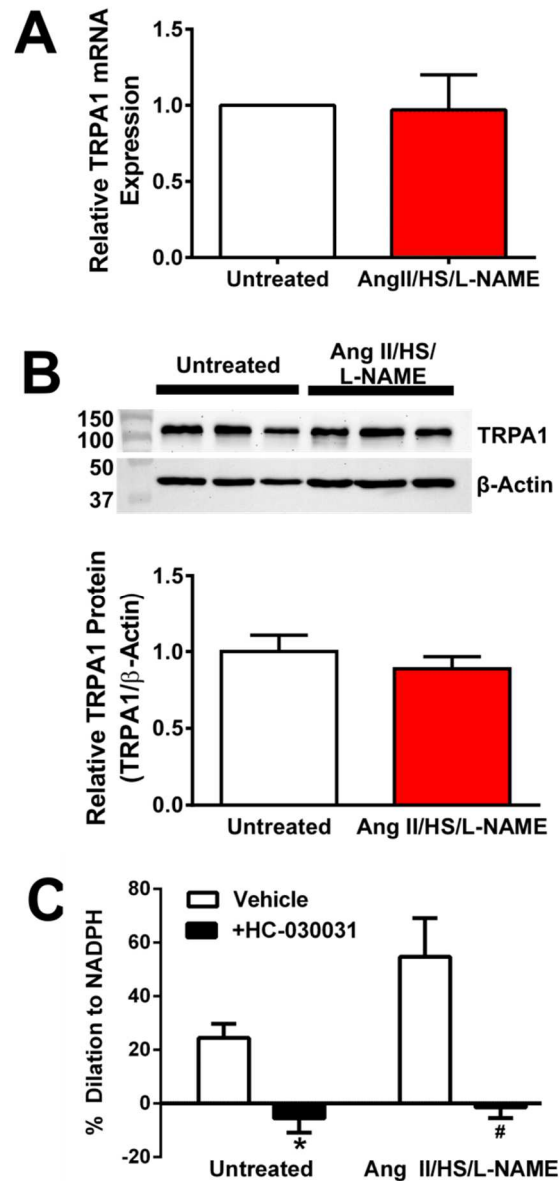 A
Relative TRPA1 mRNA
Expression
1.5
1.0
0.5
0.0
Untreated
AngII/HS/L-NAME
B
Untreated
Ang II/HS/
L-NAME
150
100
TRPA1
50
37
β-Actin
Relative TRPA1 Protein
(TRPA1/β-Actin)
1.5
1.0
0.5
0.0
Untreated
Ang II/HS/L-NAME
C
% Dilation to NADPH
80
60
40
20
0
-20
Vehicle
+HC-030031
*
#
Untreated
Ang II/HS/L-NAME